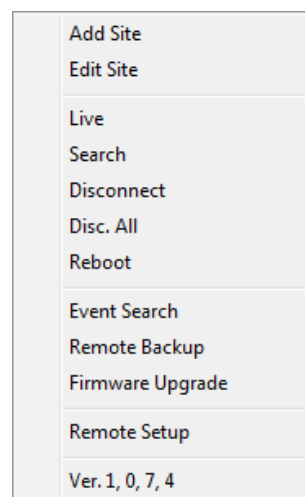 Add Site
Edit Site
Live
Search
Disconnect
Disc. All
Reboot
Event Search
Remote Backup
Firmware Upgrade
Remote Setup
Ver. 1, 0, 7, 4